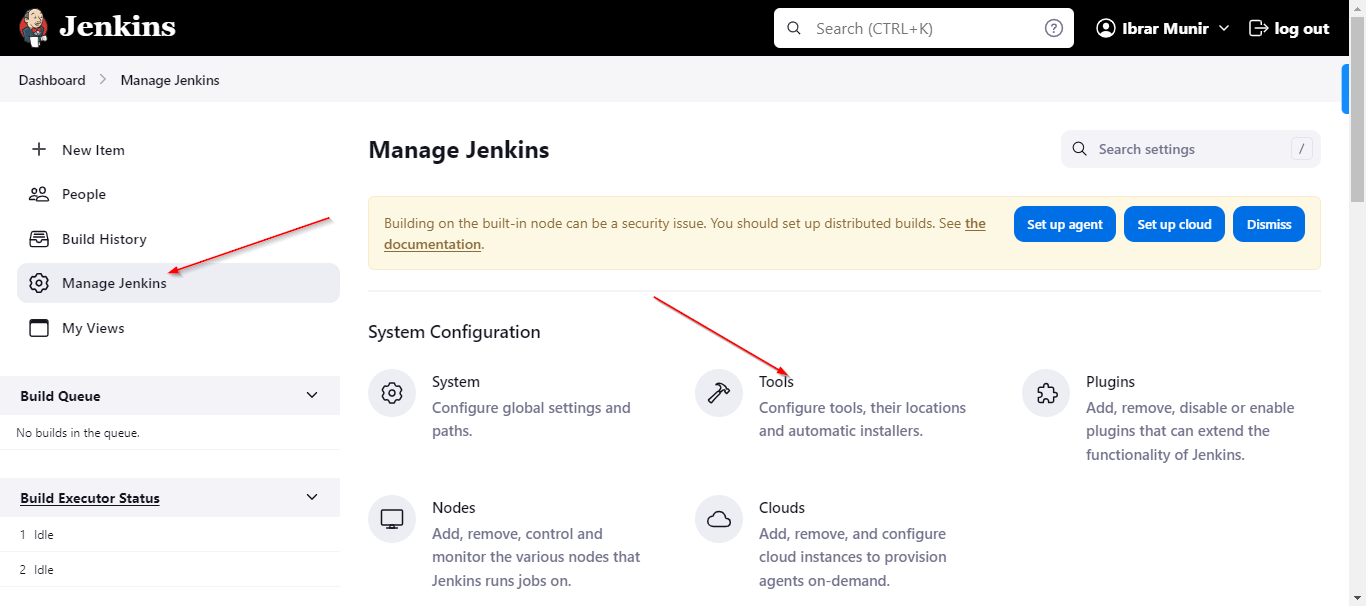 Jenkins
Search (CTRL+K)
?
Ibrar Munir
log out
Dashboard
Manage Jenkins
New Item
People
Build History
Manage Jenkins
My Views
Build Queue
No builds in the queue.
Build Executor Status
1 Idle
2 Idle
Manage Jenkins
Search settings
/
Building on the built-in node can be a security issue. You should set up distributed builds. See the
documentation.
Set up agent
Set up cloud
Dismiss
System Configuration
System
Configure global settings and
paths.
Tools
Configure tools, their locations
and automatic installers.
Plugins
Add, remove, disable or enable
plugins that can extend the
functionality of Jenkins.
Nodes
Add, remove, control and
monitor the various nodes that
Jenkins runs jobs on.
Clouds
Add, remove, and configure
cloud instances to provision
agents on-demand.